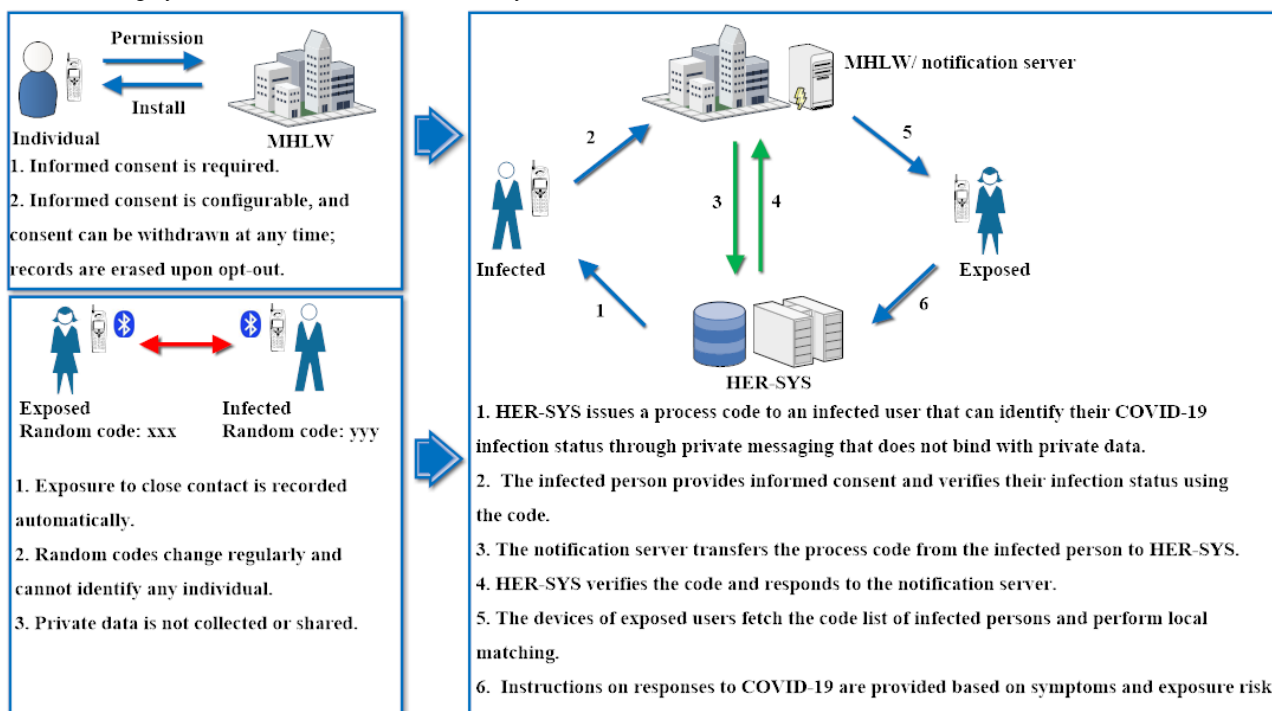 Permission
Install
Individual
MHLW
1. Informed consent is required.
2. Informed consent is configurable, and
consent can be withdrawn at any time;
records are erased upon opt-out.
Exposed
Random code: xxx
Infected
Random code: yyy
1. Exposure to close contact is recorded
automatically.
2. Random codes change regularly and
cannot identify any individual.
3. Private data is not collected or shared.
MHLW/ notification server
2
5
3
4
Infected
Exposed
1
6
HER-SYS
1. HER-SYS issues a process code to an infected user that can identify their COVID-19
infection status through private messaging that does not bind with private data.
2. The infected person provides informed consent and verifies their infection status using
the code.
3. The notification server transfers the process code from the infected person to HER-SYS.
4. HER-SYS verifies the code and responds to the notification server.
5. The devices of exposed users fetch the code list of infected persons and perform local
matching.
6. Instructions on responses to COVID-19 are provided based on symptoms and exposure risk